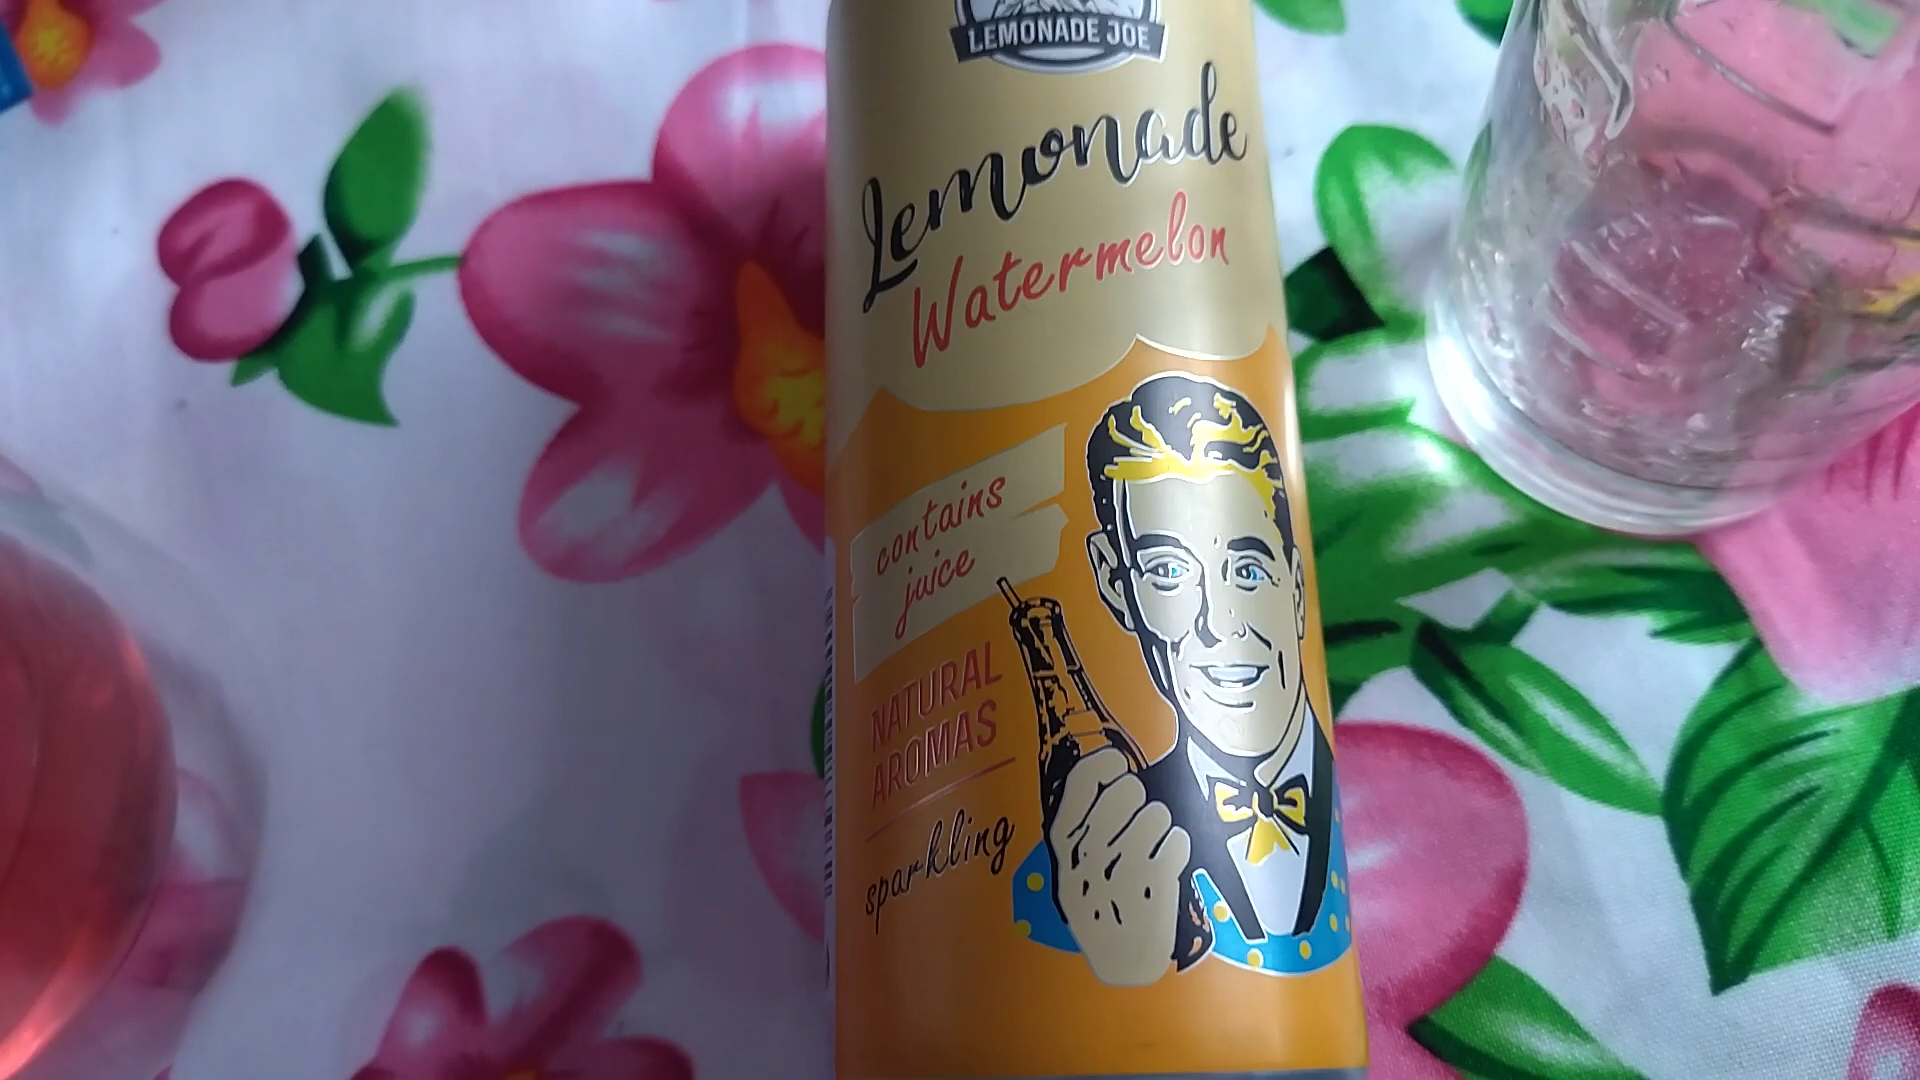 LEMONADE JOE
Lemonade
Watermelon
contains
juice
NATURAL
AROMAS
sparkling